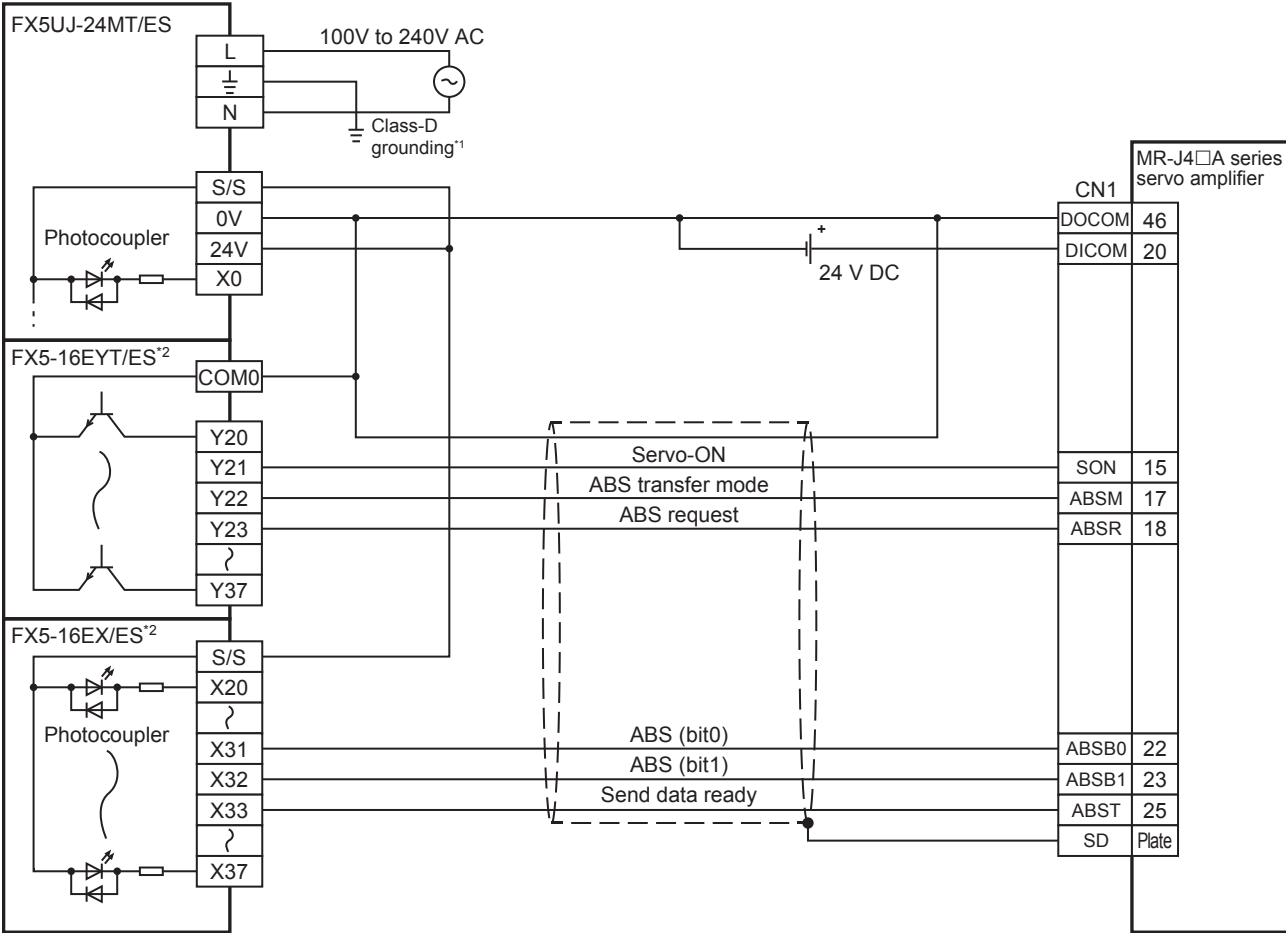 FX5UJ-24MT/ES
L
N
100V to 240V AC
Class-D
grounding*1
S/S
0V
24V
X0
Photocoupler
24 V DC
+
MR-J4□A series
servo amplifier
CN1
DOCOM 46
DICOM 20
FX5-16EYT/ES*2
COM0
Y20
Y21 Servo-ON SON 15
Y22 ABS transfer mode ABSM 17
Y23 ABS request ABSR 18
Y37
FX5-16EX/ES*2
S/S
X20
Photocoupler
X31 ABS (bit0) ABSB0 22
X32 ABS (bit1) ABSB1 23
X33 Send data ready ABST 25
SD Plate
X37